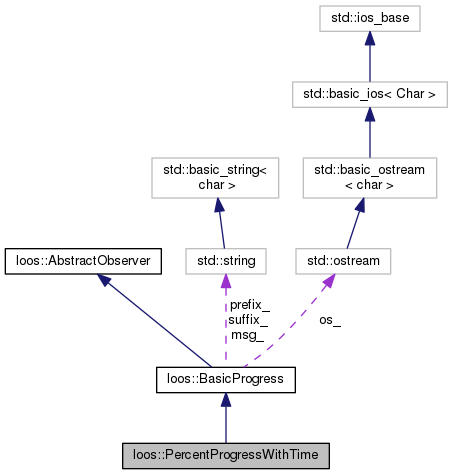 std::ios_base
std::basic_ios< Char >
std::basic_string<
char >
std::basic_ostream
< char >
loos::AbstractObserver
std::string
std::ostream
prefix_
suffix_
msg_
os_
loos::BasicProgress
loos::PercentProgressWithTime